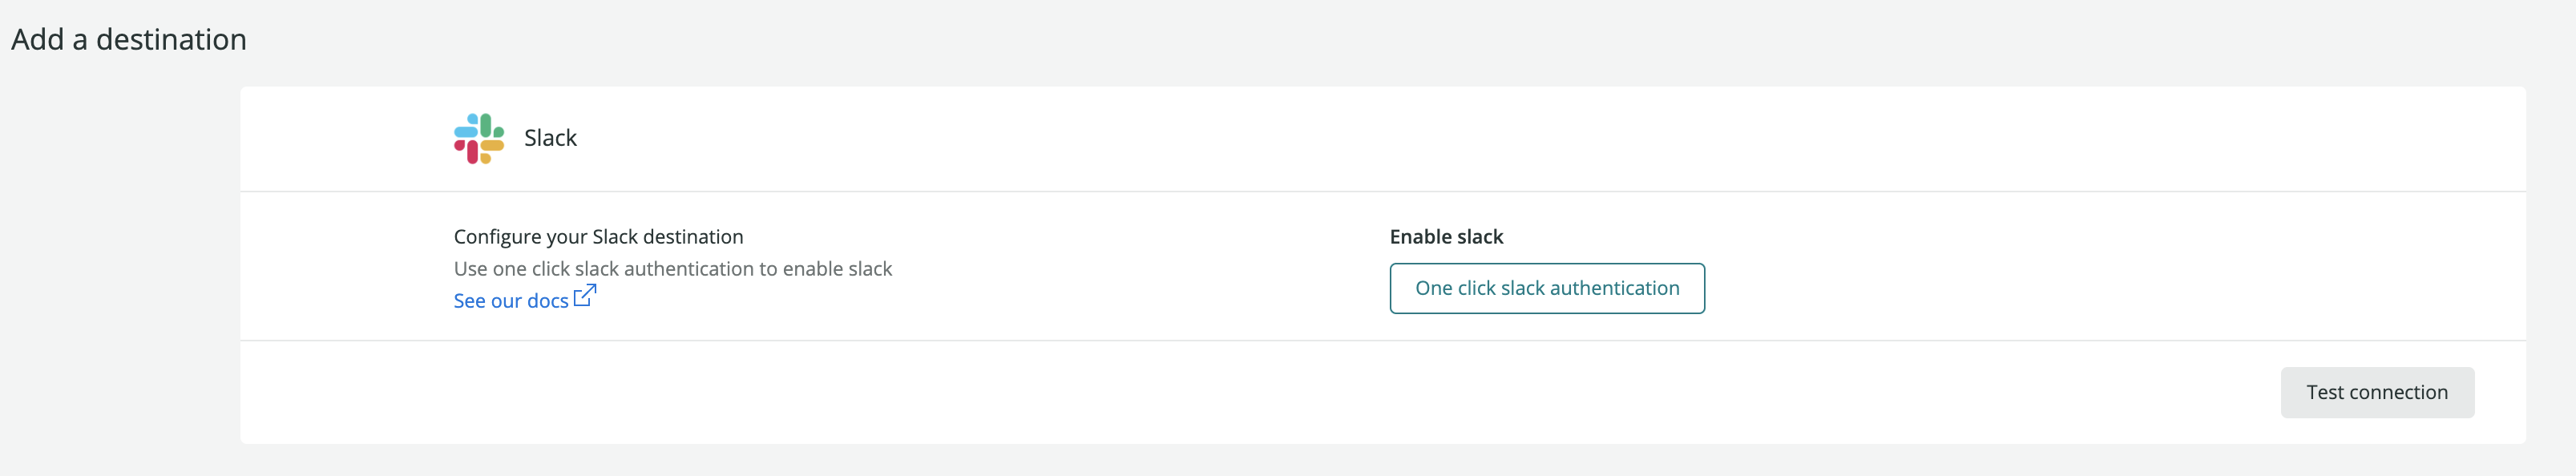 Add a destination
Slack
Configure your Slack destination
Use one click slack authentication to enable slack
See our docs
Enable slack
One click slack authentication
Test connection